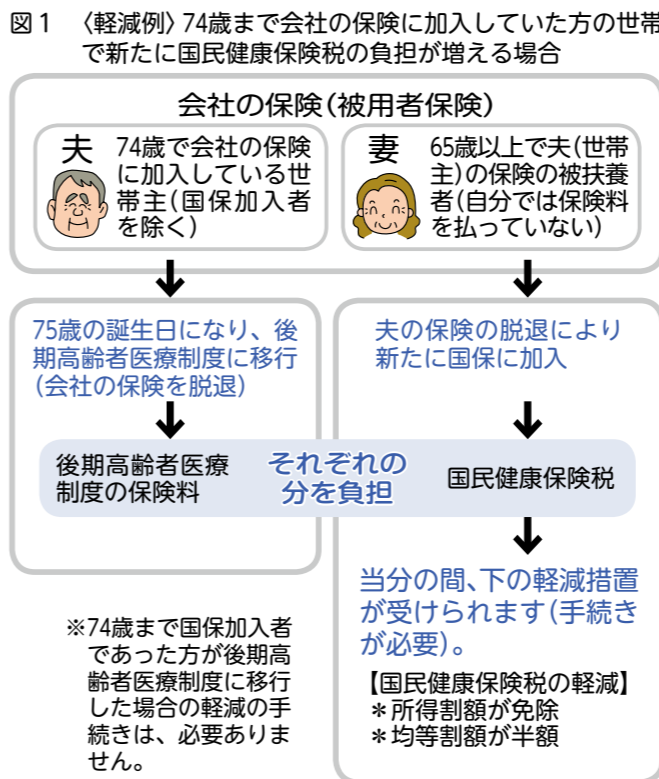 図1 〈軽減例〉74歳まで会社の保険に加入していた方の世帯
で新たに国民健康保険税の負担が増える場合
会社の保険(被用者保険)
夫
74歳で会社の保険
に加入している世
帯主(国保加入者
を除く)
妻
65歳以上で夫(世帯
主)の保険の被扶養
者(自分では保険料
を払っていない)
75歳の誕生日になり、後
期高齢者医療制度に移行
(会社の保険を脱退)
夫の保険の脱退により
新たに国保に加入
後期高齢者医療
制度の保険料
それぞれの
分を負担
国民健康保険税
当分の間、下の軽減措置
が受けられます(手続き
が必要)。
【国民健康保険税の軽減】
*所得割額が免除
*均等割額が半額
※74歳まで国保加入者
であった方が後期高
齢者医療制度に移行
した場合の軽減の手
続きは、必要ありま
せん。